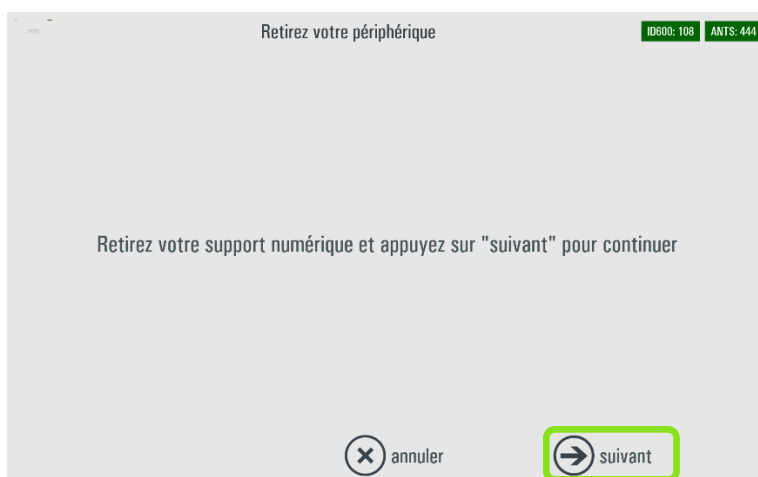 Retirez votre périphérique
ID600: 108 ANTS: 444
Retirez votre support numérique et appuyez sur "suivant" pour continuer
annuler
suivant